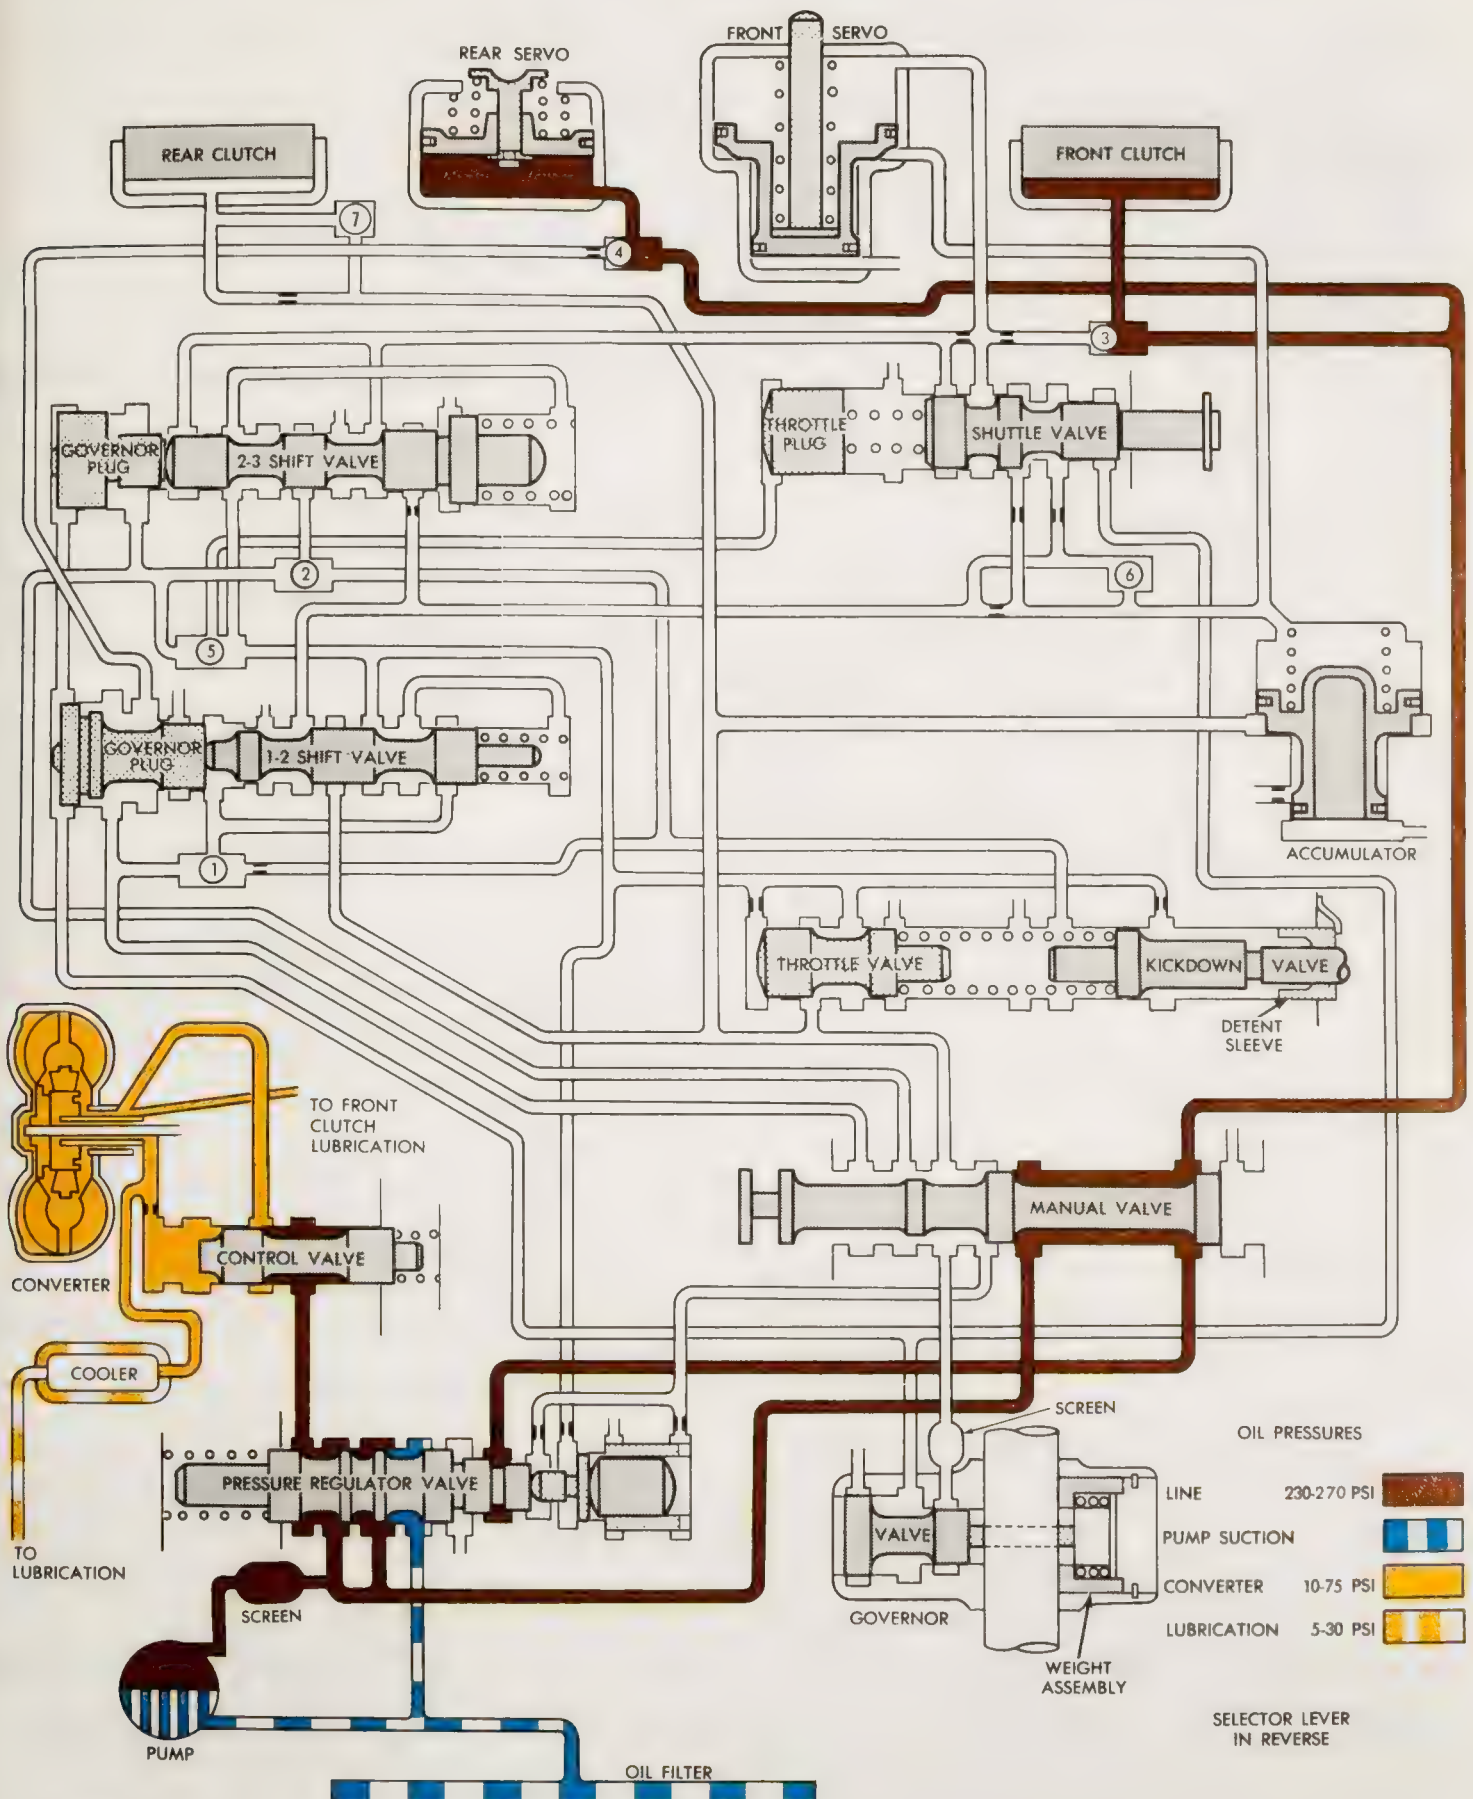 FRONT SERVO
REAR SERVO
REAR CLUTCH
FRONT CLUTCH
7
4
3
GOVERNOR
PLUG
2-3 SHIFT VALVE
THROTTLE
PLUG
SHUTTLE VALVE
2
6
5
GOVERNOR
PLUG
1-2 SHIFT VALVE
1
ACCUMULATOR
THROTTLE VALVE
KICKDOWN VALVE
DETENT
SLEEVE
TO FRONT
CLUTCH
LUBRICATION
MANUAL VALVE
CONTROL VALVE
CONVERTER
COOLER
SCREEN
OIL PRESSURES
PRESSURE REGULATOR VALVE
LINE 230-270 PSI
VALVE
PUMP SUCTION
TO
LUBRICATION
CONVERTER 10-75 PSI
SCREEN
GOVERNOR
LUBRICATION 5-30 PSI
WEIGHT
ASSEMBLY
SELECTOR LEVER
IN REVERSE
PUMP
OIL FILTER